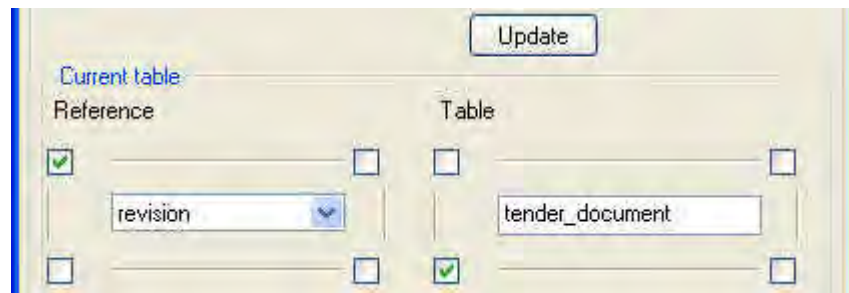 Update
Current table
Reference Table
revision tender_document